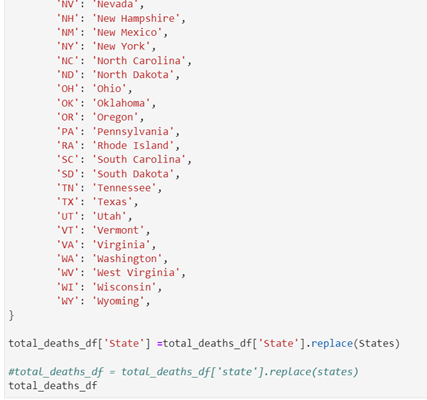 'NV': 'Nevada',
'NH': 'New Hampshire',
'NM': 'New Mexico',
'NY': 'New York',
'NC': 'North Carolina',
'ND': 'North Dakota',
'OH': 'Ohio',
'OK': 'Oklahoma',
'OR': 'Oregon',
'PA': 'Pennsylvania',
'RA': 'Rhode Island',
'SC': 'South Carolina',
'SD': 'South Dakota',
'TN': 'Tennessee',
'TX': 'Texas',
'UT': 'Utah',
'VT': 'Vermont',
'VA': 'Virginia',
'WA': 'Washington',
'WV': 'West Virginia',
'WI': 'Wisconsin',
'WY': 'Wyoming',
}
total_deaths_df['State'] =total_deaths_df['State'].replace(States)
#total_deaths_df = total_deaths_df['state'].replace(states)
total_deaths_df